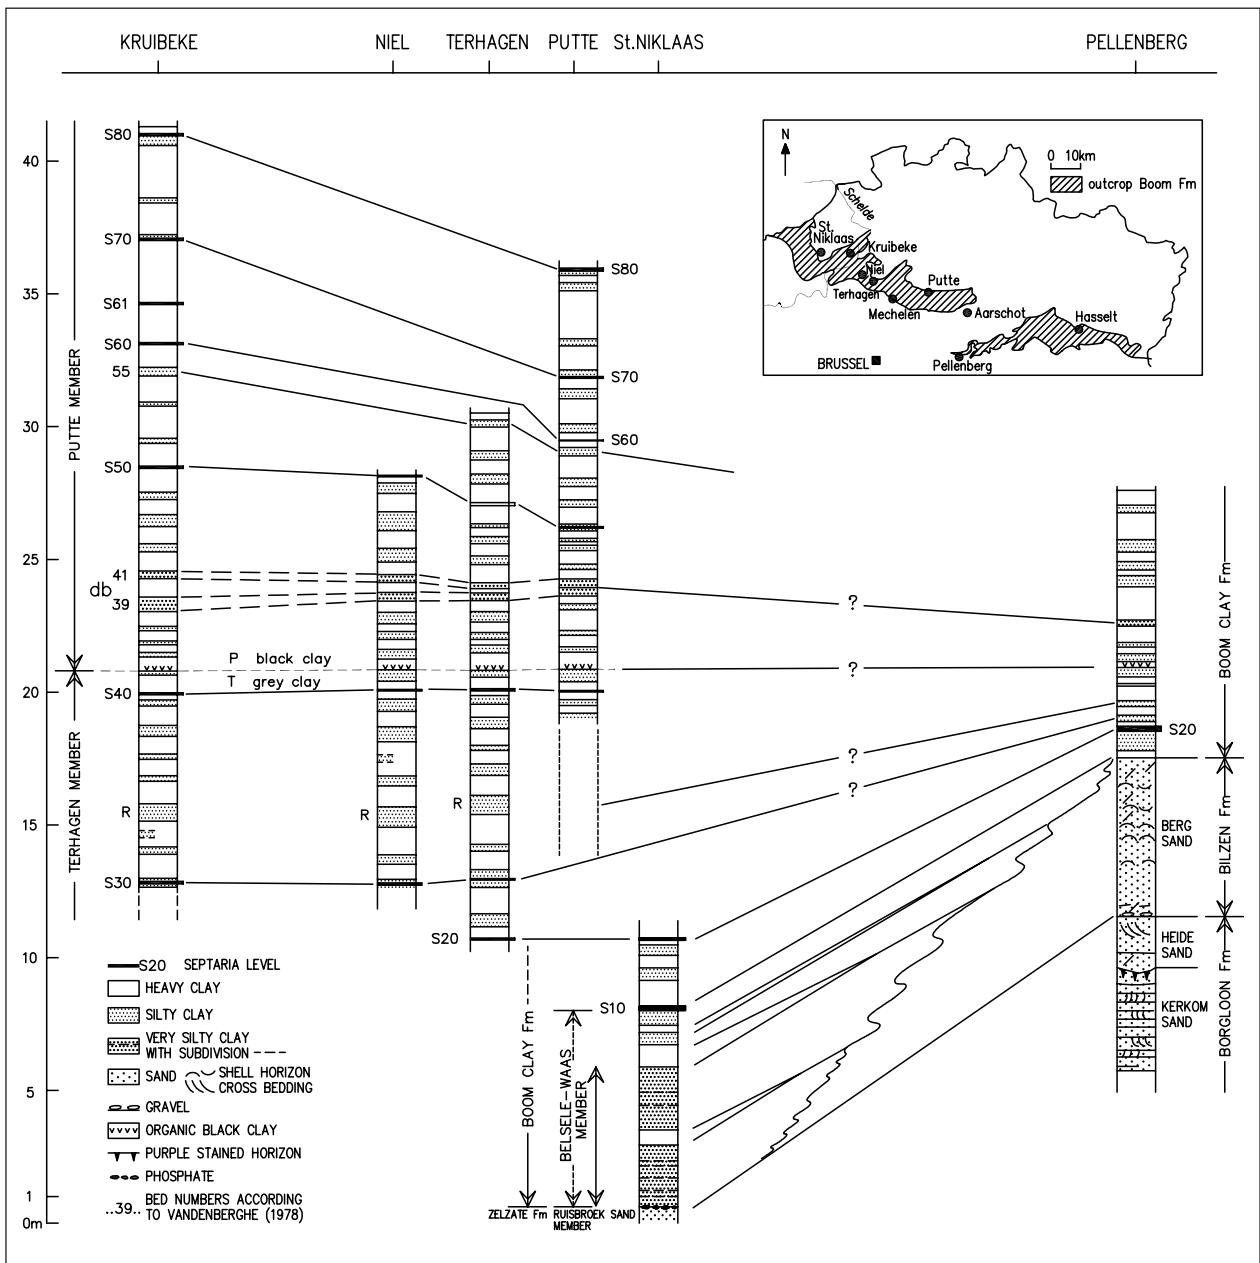 KRUIBEKE NIEL TERHAGEN PUTTE St.NIKLAAS PELLENBERG
40
35
30
25
20
15
10
5
1
0m
PUTTE MEMBER
TERHAGEN MEMBER
S80
S70
S61
S60
55
S50
41
db
39
S40
R
S30
P black clay
T grey clay
R
R
S20
S80
S70
S60
S10
?
?
?
?
N
0 10km
outcrop Boom Fm
Schelde
St.
Niklaas
Kruibeke
Niel
Terhagen
Putte
Mechelen
Aarschot
Hasselt
BRUSSEL
Pellenberg
S20
BERG
SAND
HEIDE
SAND
KERKOM
SAND
BOOM CLAY Fm
BILZEN Fm
BORGLOON Fm
BOOM CLAY Fm
BELSELE-WAAS
MEMBER
ZELZATE Fm RUISBROEK SAND
MEMBER
S20 SEPTARIA LEVEL
HEAVY CLAY
SILTY CLAY
VERY SILTY CLAY
WITH SUBDIVISION ----
SAND SHELL HORIZON
CROSS BEDDING
GRAVEL
ORGANIC BLACK CLAY
PURPLE STAINED HORIZON
PHOSPHATE
..39.. BED NUMBERS ACCORDING
TO VANDENBERGHE (1978)